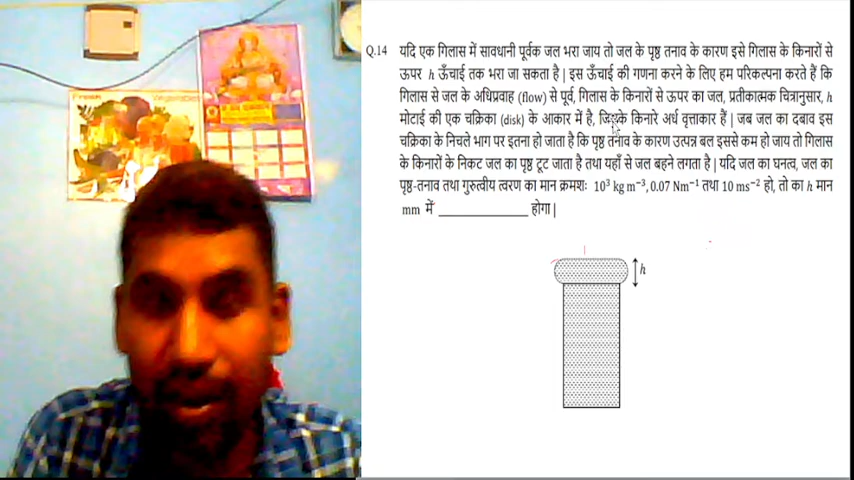 Q.14 यदि एक गिलास में सावधानी पूर्वक जल भरा जाय तो जल के पृष्ठ तनाव के कारण इसे गिलास के किनारों से
ऊपर h ऊँचाई तक भरा जा सकता है | इस ऊँचाई की गणना करने के लिए हम परिकल्पना करते हैं कि
गिलास से जल के अधिप्रवाह (flow) से पूर्व, गिलास के किनारों से ऊपर का जल, प्रतीकात्मक चित्रानुसार, h
मोटाई की एक चक्रिका (disk) के आकार में है, जिसके किनारे अर्ध वृत्ताकार हैं | जब जल का दबाव इस
चक्रिका के निचले भाग पर इतना हो जाता है कि पृष्ठ तनाव के कारण उत्पन्न बल इससे कम हो जाय तो गिलास
के किनारों के निकट जल का पृष्ठ टूट जाता है तथा यहाँ से जल बहने लगता है | यदि जल का घनत्व, जल का
पृष्ठ-तनाव तथा गुरुत्वीय त्वरण का मान क्रमशः 10³ kg m⁻³, 0.07 Nm⁻¹ तथा 10 ms⁻² हो, तो का h मान
mm में ____________ होगा |
h